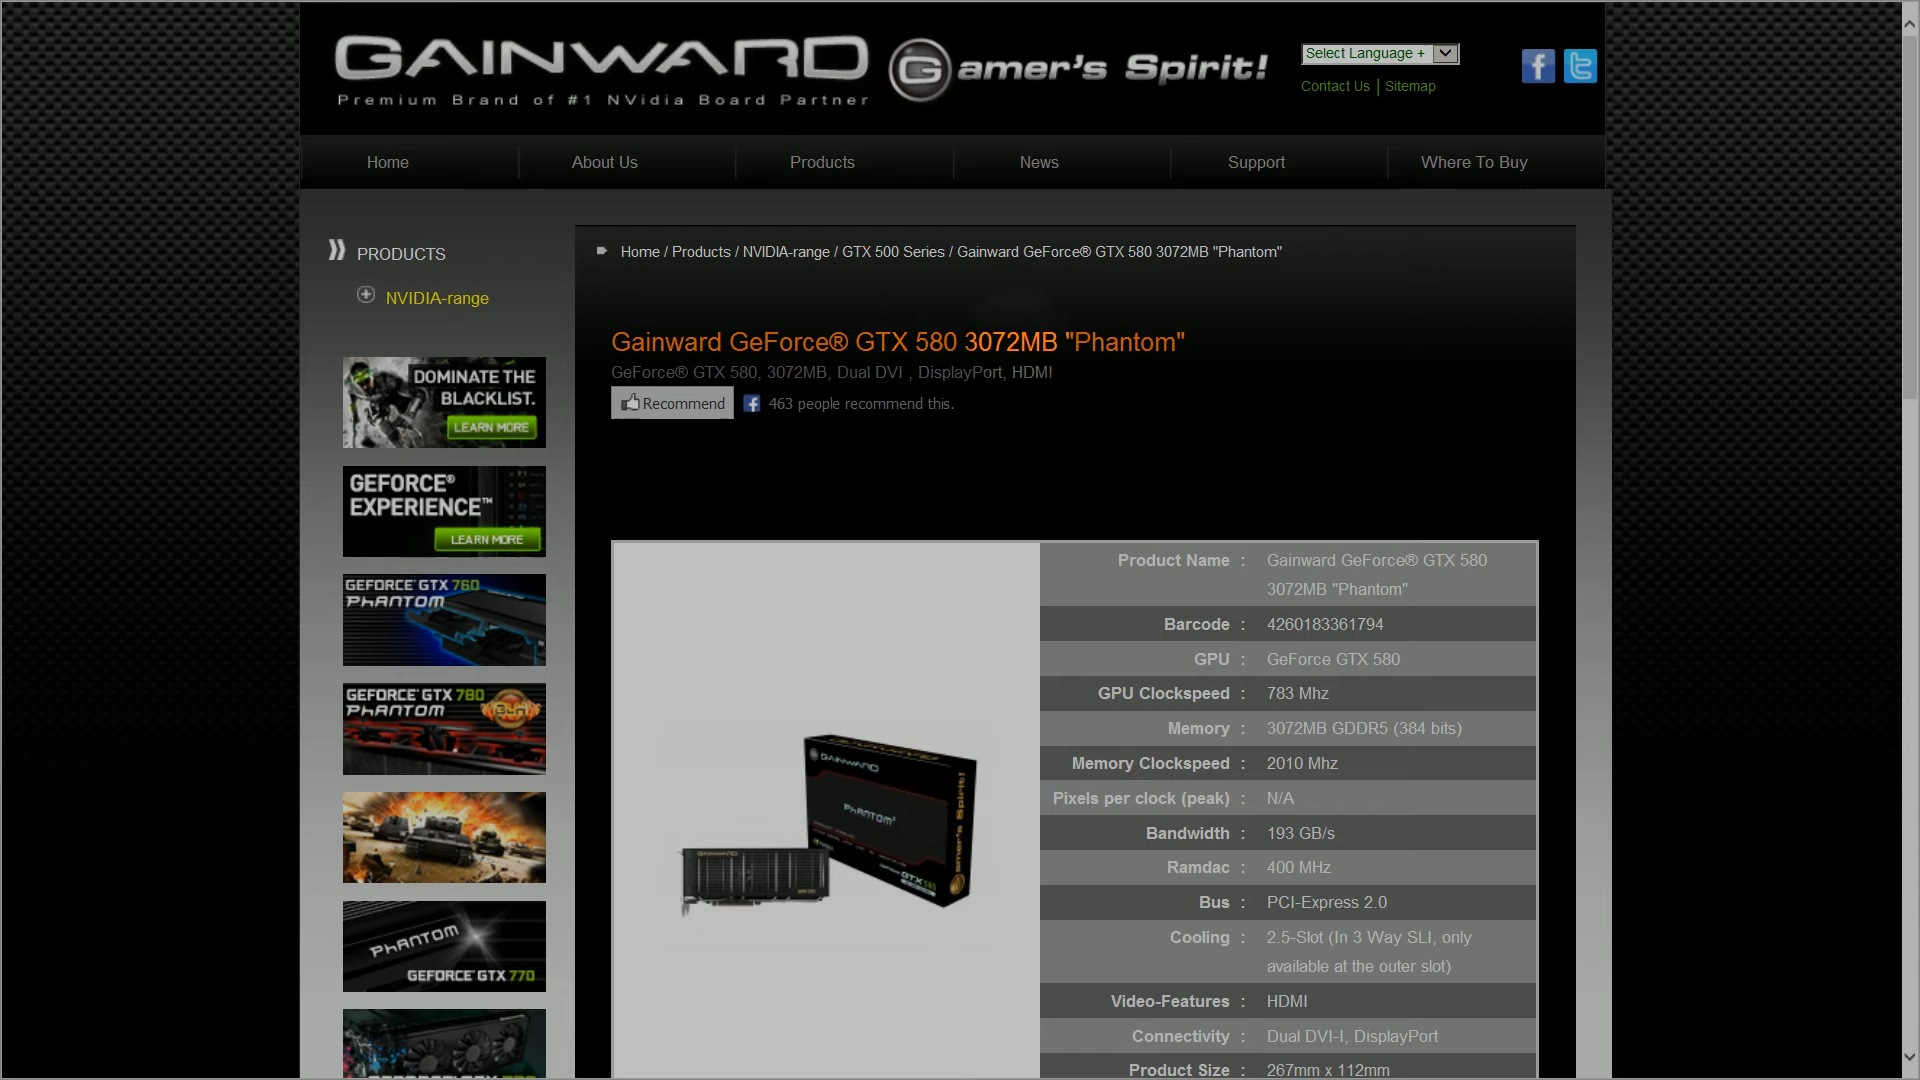 GAINWARD
Premium Brand of #1 NVidia Board Partner
Gamer's Spirit!
Select Language +
Contact Us | Sitemap
Home
About Us
Products
News
Support
Where To Buy
PRODUCTS
NVIDIA-range
DOMINATE THE
BLACKLIST.
LEARN MORE
GEFORCE®
EXPERIENCE™
LEARN MORE
GEFORCE GTX 760
PHANTOM
GEFORCE GTX 780
PHANTOM
GLH
PHANTOM
GEFORCE GTX 770
Home / Products / NVIDIA-range / GTX 500 Series / Gainward GeForce® GTX 580 3072MB "Phantom"
Gainward GeForce® GTX 580 3072MB "Phantom"
GeForce® GTX 580, 3072MB, Dual DVI , DisplayPort, HDMI
Recommend
463 people recommend this.
GAINWARD
PHANTOM
Gamer's Spirit!
GTX 580
Product Name : Gainward GeForce® GTX 580
3072MB "Phantom"
Barcode : 4260183361794
GPU : GeForce GTX 580
GPU Clockspeed : 783 Mhz
Memory : 3072MB GDDR5 (384 bits)
Memory Clockspeed : 2010 Mhz
Pixels per clock (peak) : N/A
Bandwidth : 193 GB/s
Ramdac : 400 MHz
Bus : PCI-Express 2.0
Cooling : 2.5-Slot (In 3 Way SLI, only
available at the outer slot)
Video-Features : HDMI
Connectivity : Dual DVI-I, DisplayPort
Product Size : 267mm x 112mm